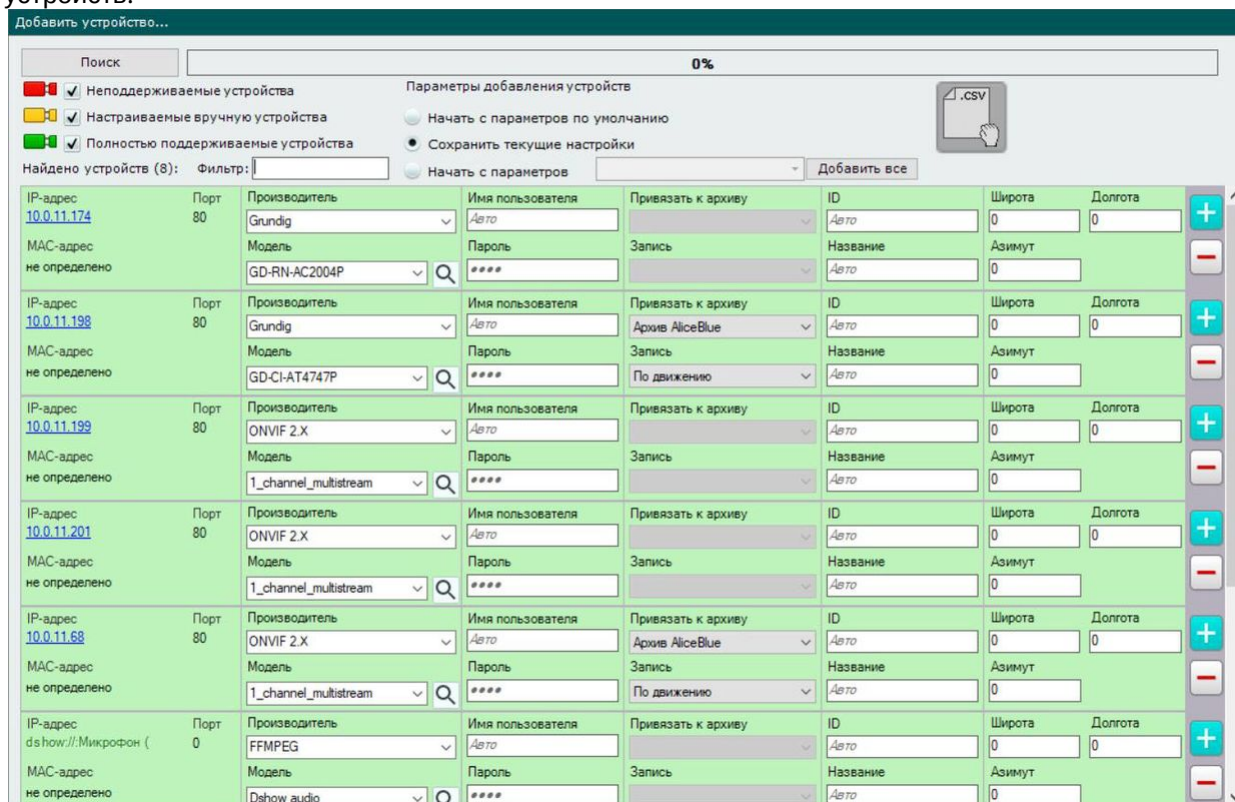 устройств.
Добавить устройство...
Поиск 0%
Неподдерживаемые устройства Параметры добавления устройств .csv
Настраиваемые вручную устройства Начать с параметров по умолчанию
Полностью поддерживаемые устройства Сохранить текущие настройки
Найдено устройств (8): Фильтр: Начать с параметров Добавить все
IP-адрес Порт Производитель Имя пользователя Привязать к архиву ID Широта Долгота
10.0.11.174 80 Grundig Авто Авто 0 0 +
MAC-адрес Модель Пароль Запись Название Азимут
не определено GD-RN-AC2004P **** Авто 0 −
IP-адрес Порт Производитель Имя пользователя Привязать к архиву ID Широта Долгота
10.0.11.198 80 Grundig Авто Архив AliceBlue Авто 0 0 +
MAC-адрес Модель Пароль Запись Название Азимут
не определено GD-CI-AT4747P **** По движению Авто 0 −
IP-адрес Порт Производитель Имя пользователя Привязать к архиву ID Широта Долгота
10.0.11.199 80 ONVIF 2.X Авто Авто 0 0 +
MAC-адрес Модель Пароль Запись Название Азимут
не определено 1_channel_multistream **** Авто 0 −
IP-адрес Порт Производитель Имя пользователя Привязать к архиву ID Широта Долгота
10.0.11.201 80 ONVIF 2.X Авто Авто 0 0 +
MAC-адрес Модель Пароль Запись Название Азимут
не определено 1_channel_multistream **** Авто 0 −
IP-адрес Порт Производитель Имя пользователя Привязать к архиву ID Широта Долгота
10.0.11.68 80 ONVIF 2.X Авто Архив AliceBlue Авто 0 0 +
MAC-адрес Модель Пароль Запись Название Азимут
не определено 1_channel_multistream **** По движению Авто 0 −
IP-адрес Порт Производитель Имя пользователя Привязать к архиву ID Широта Долгота
dshow://:Микрофон ( 0 FFMPEG Авто Авто 0 0 +
MAC-адрес Модель Пароль Запись Название Азимут
не определено Dshow audio **** Авто 0 −